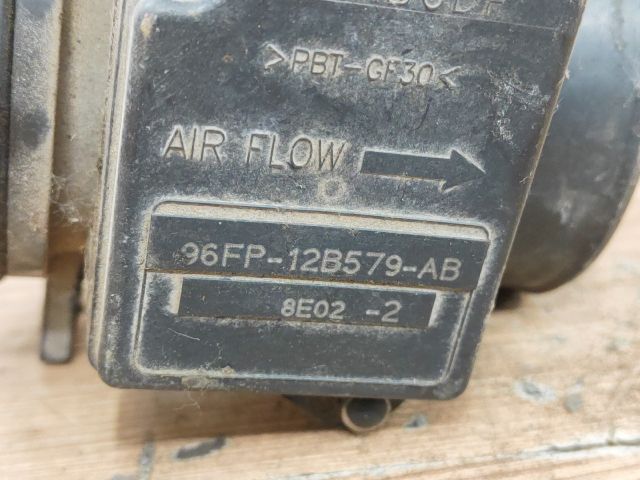 >PBT-GF30<
AIR FLOW
96FP-12B579-AB
8E02 -2